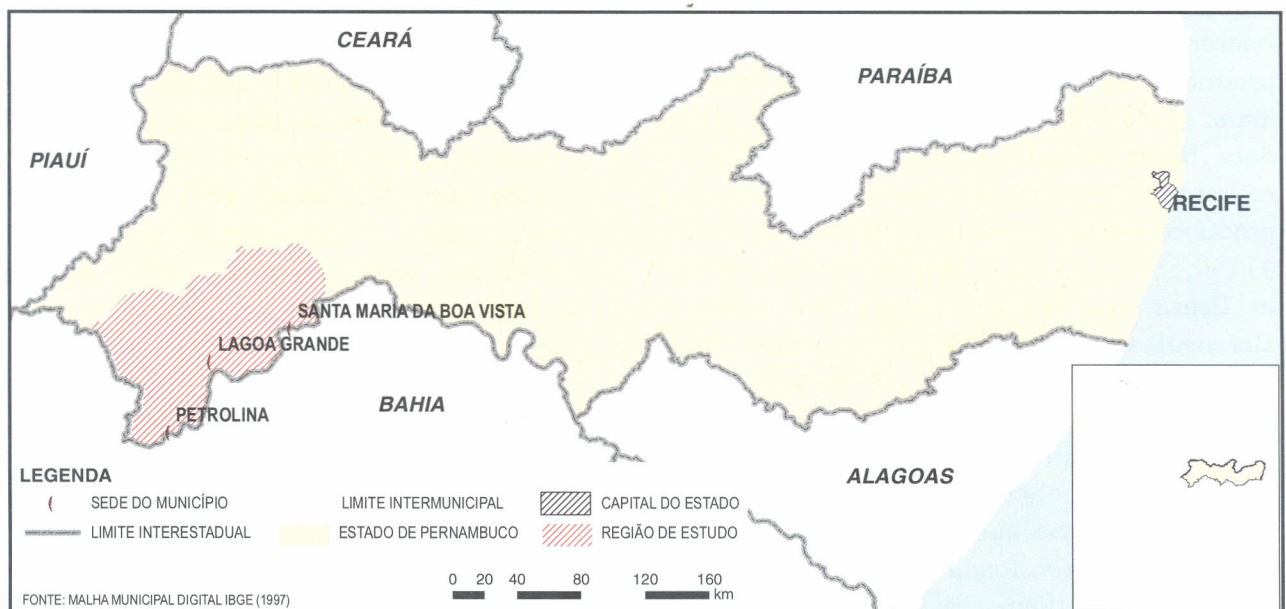 CEARÁ
PARAÍBA
PIAUÍ
RECIFE
SANTA MARIA DA BOA VISTA
LAGOA GRANDE
BAHIA
PETROLINA
ALAGOAS
LEGENDA
SEDE DO MUNICÍPIO
LIMITE INTERMUNICIPAL
CAPITAL DO ESTADO
LIMITE INTERESTADUAL
ESTADO DE PERNAMBUCO
REGIÃO DE ESTUDO
0 20 40 80 120 160
km
FONTE: MALHA MUNICIPAL DIGITAL IBGE (1997)